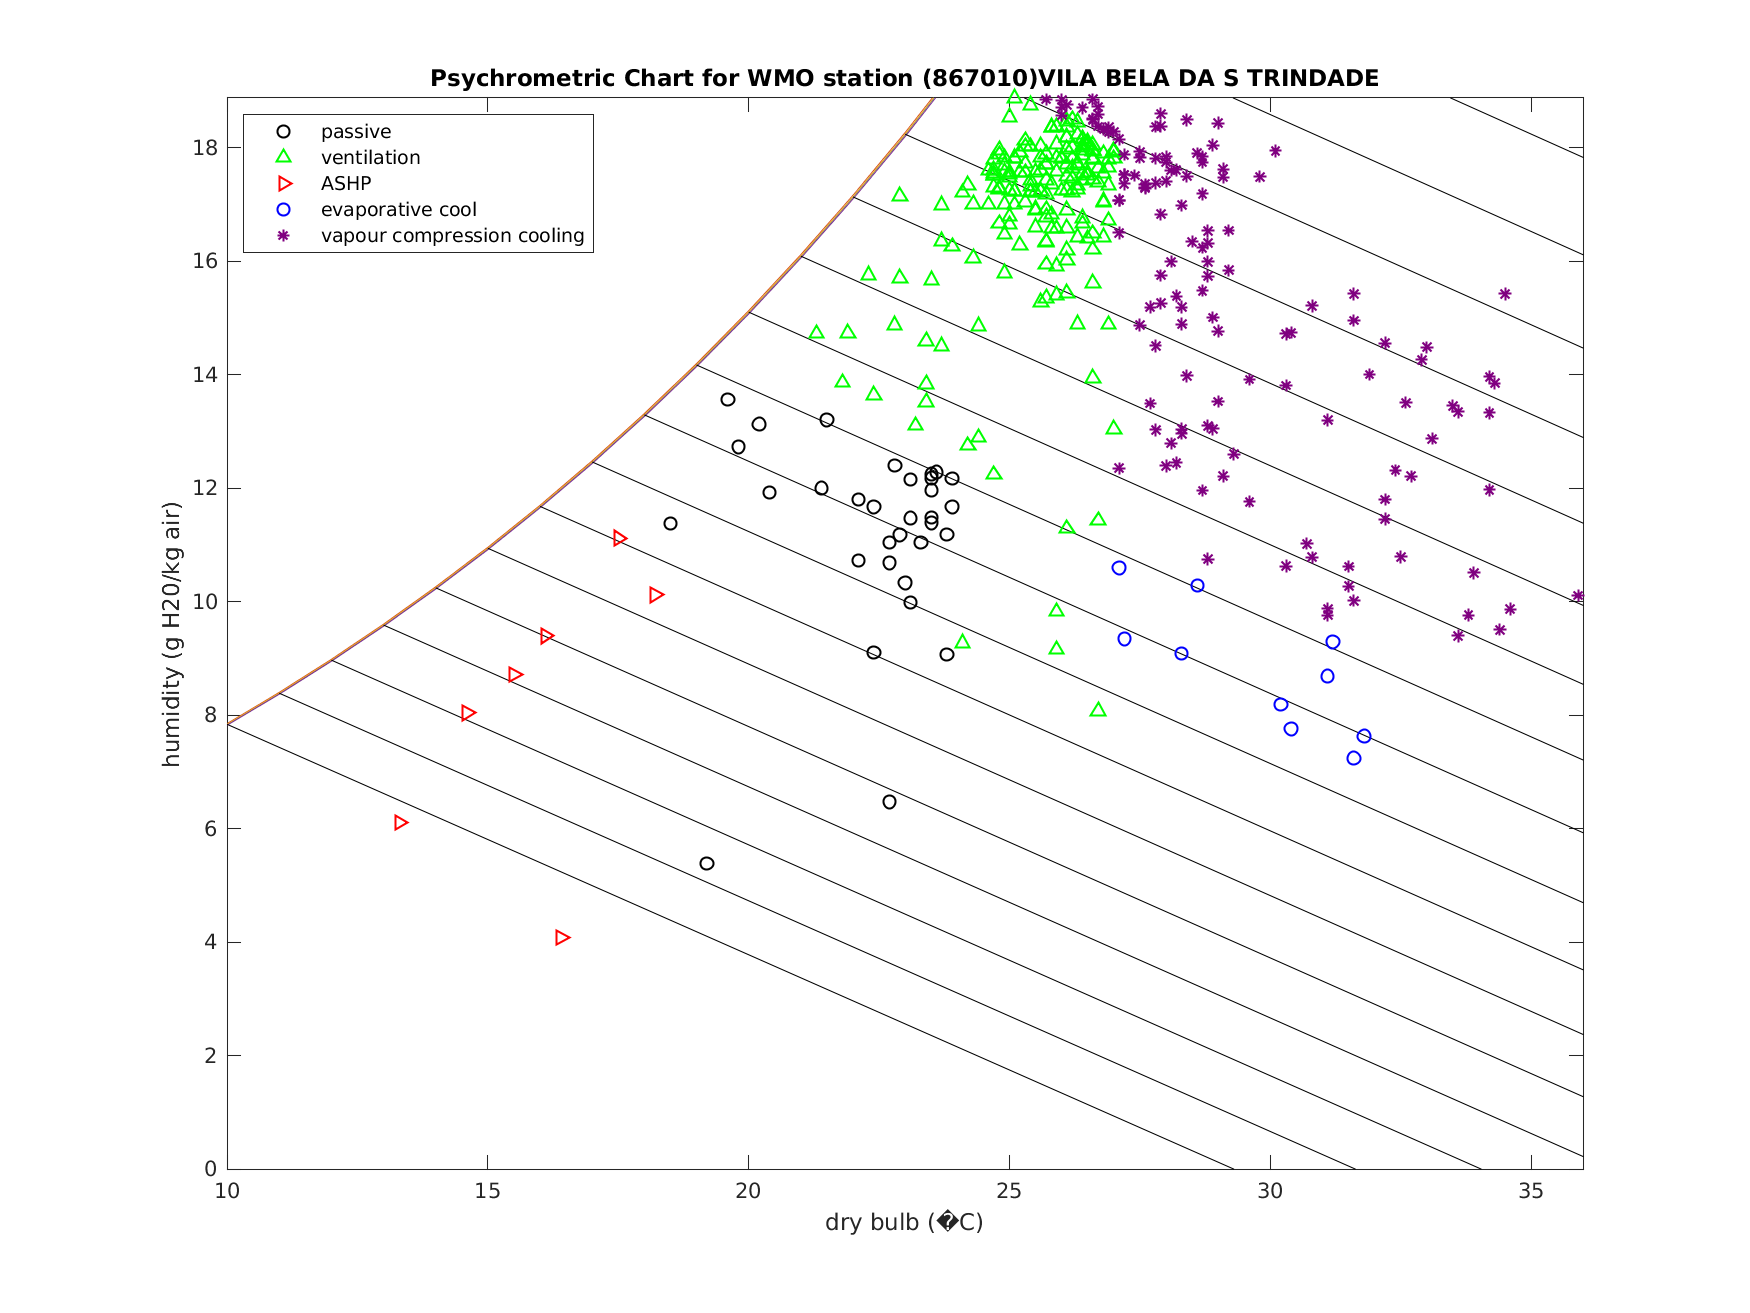 Psychrometric Chart for WMO station (867010)VILA BELA DA S TRINDADE
passive
ventilation
ASHP
evaporative cool
vapour compression cooling
humidity (g H20/kg air)
18
16
14
12
10
8
6
4
2
0
10
15
20
25
30
35
dry bulb (�C)